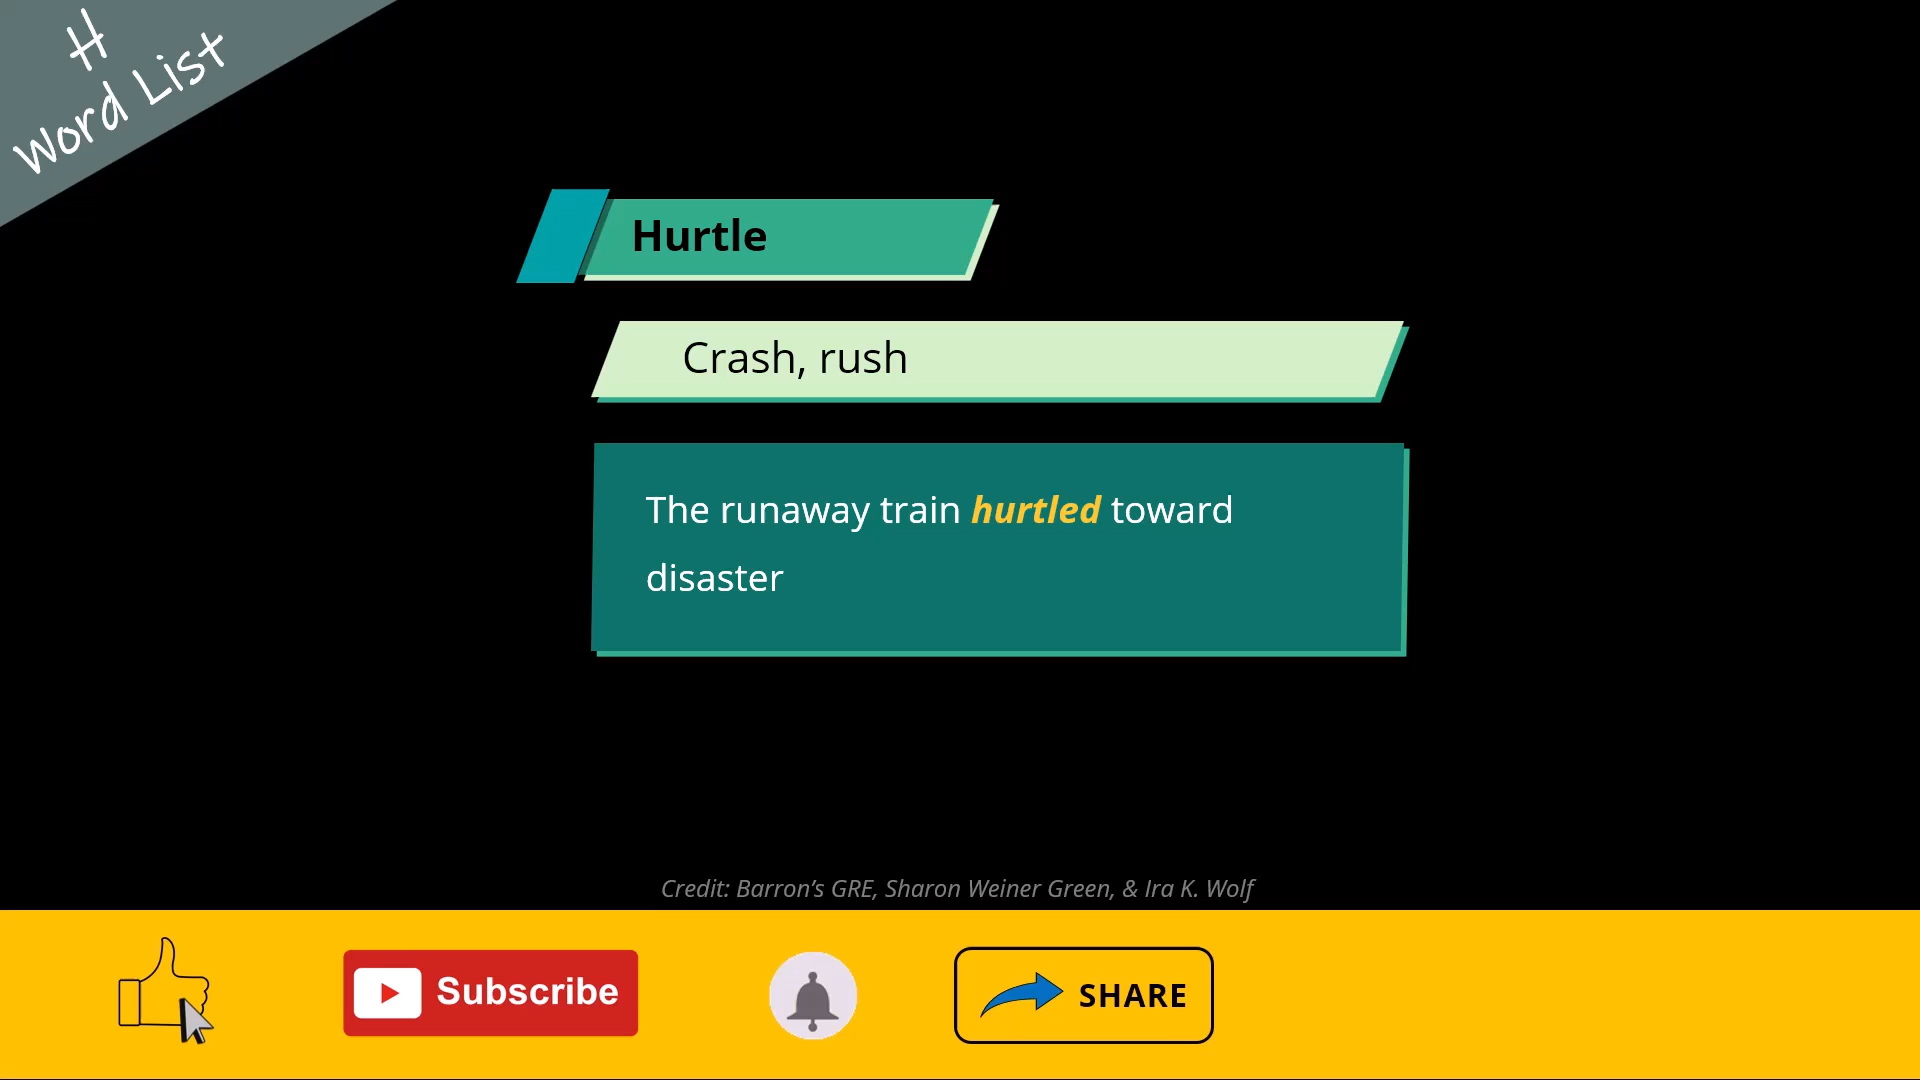 H
Word List
Hurtle
Crash, rush
The runaway train hurtled toward
disaster
Credit: Barron’s GRE, Sharon Weiner Green, & Ira K. Wolf
Subscribe
SHARE